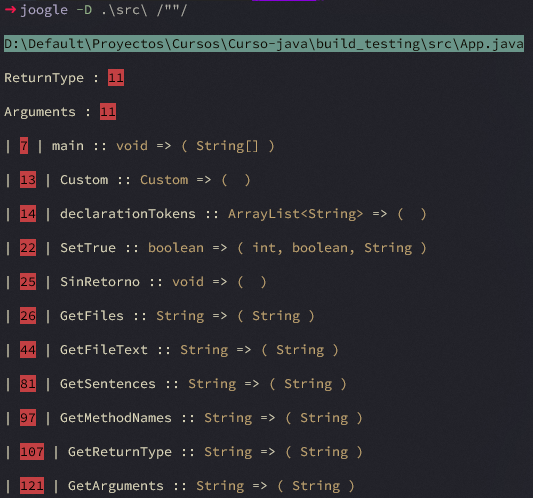 ➜ joogle -D .\src\ /""/
D:\Default\Proyectos\Cursos\Curso-java\build_testing\src\App.java
ReturnType : 11
Arguments : 11
| 7 | main :: void => ( String[] )
| 13 | Custom :: Custom => (  )
| 14 | declarationTokens :: ArrayList<String> => (  )
| 22 | SetTrue :: boolean => ( int, boolean, String )
| 25 | SinRetorno :: void => (  )
| 26 | GetFiles :: String => ( String )
| 44 | GetFileText :: String => ( String )
| 81 | GetSentences :: String => ( String )
| 97 | GetMethodNames :: String => ( String )
| 107 | GetReturnType :: String => ( String )
| 121 | GetArguments :: String => ( String )